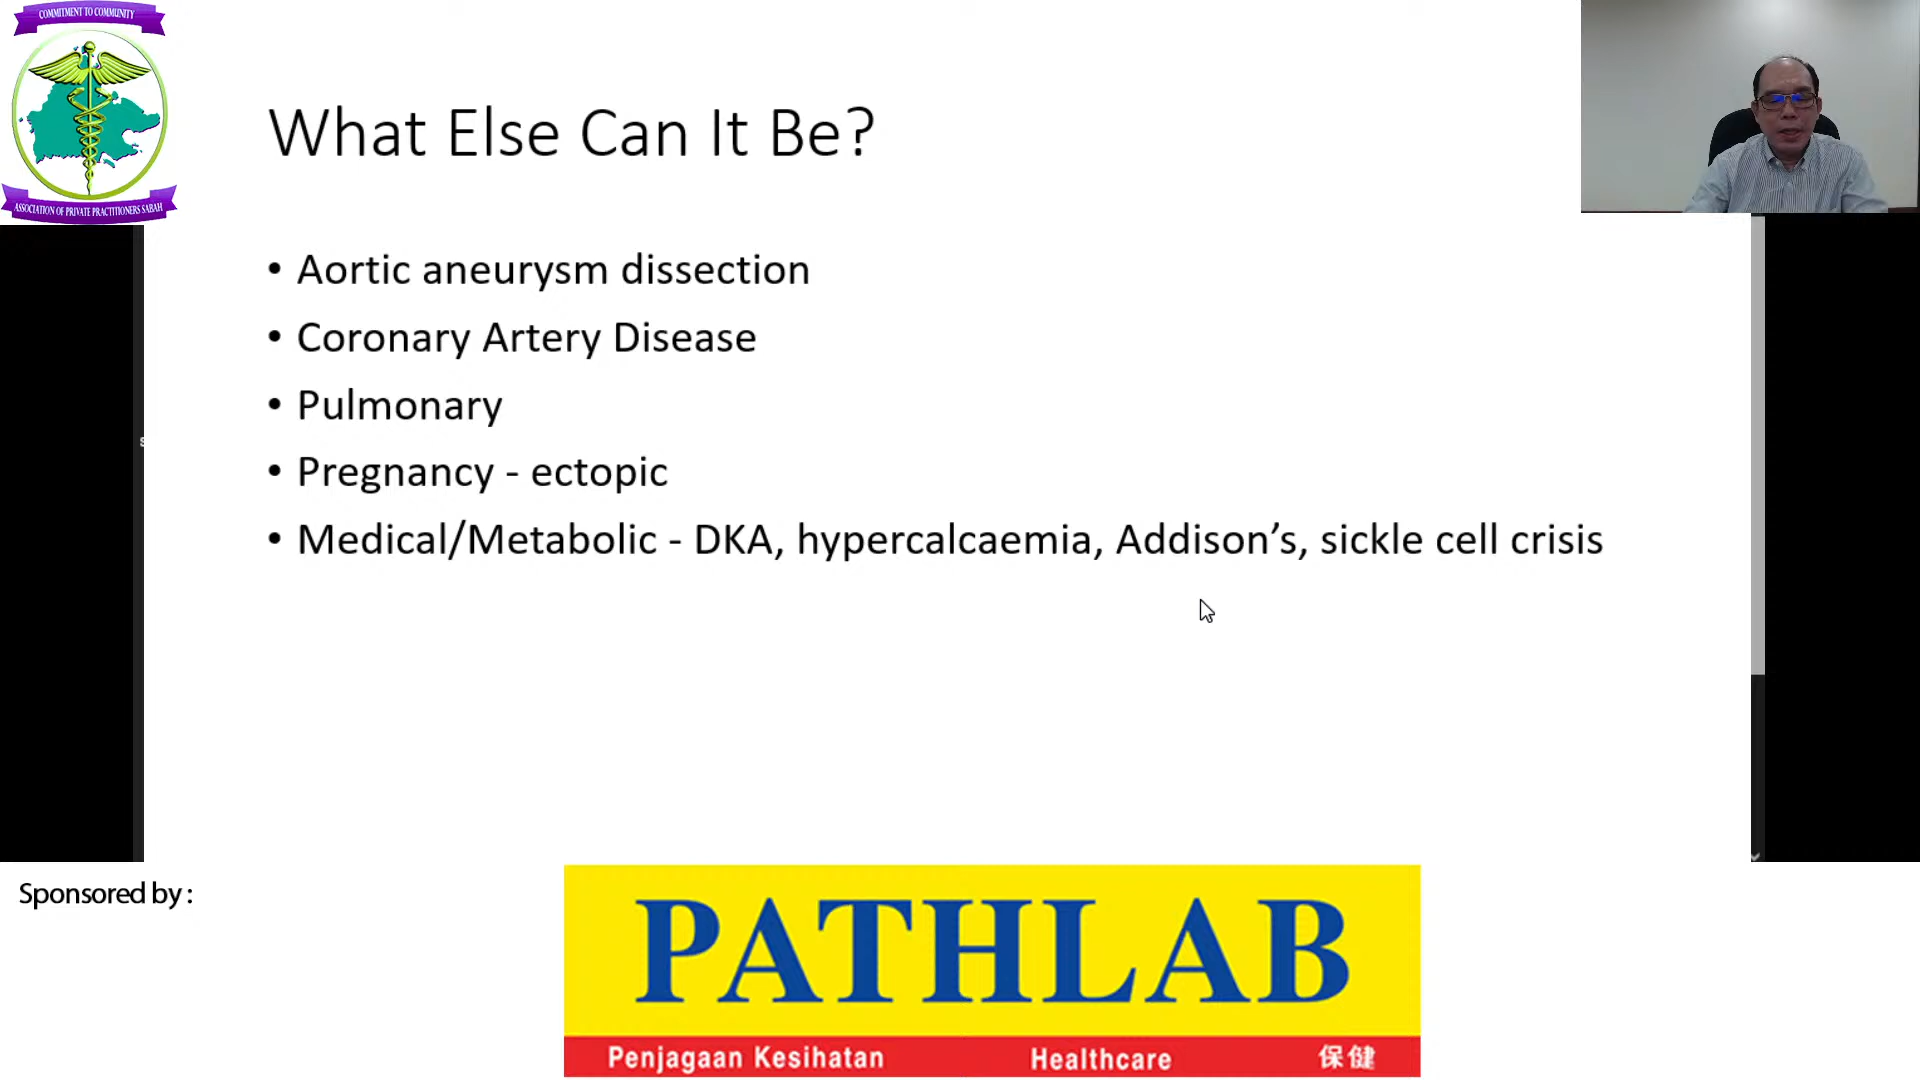 COMMITMENT TO COMMUNITY
ASSOCIATION OF PRIVATE PRACTITIONERS SABAH
What Else Can It Be?
• Aortic aneurysm dissection
• Coronary Artery Disease
• Pulmonary
• Pregnancy - ectopic
• Medical/Metabolic - DKA, hypercalcaemia, Addison’s, sickle cell crisis
s
Sponsored by :
PATHLAB
Penjagaan Kesihatan Healthcare 保健